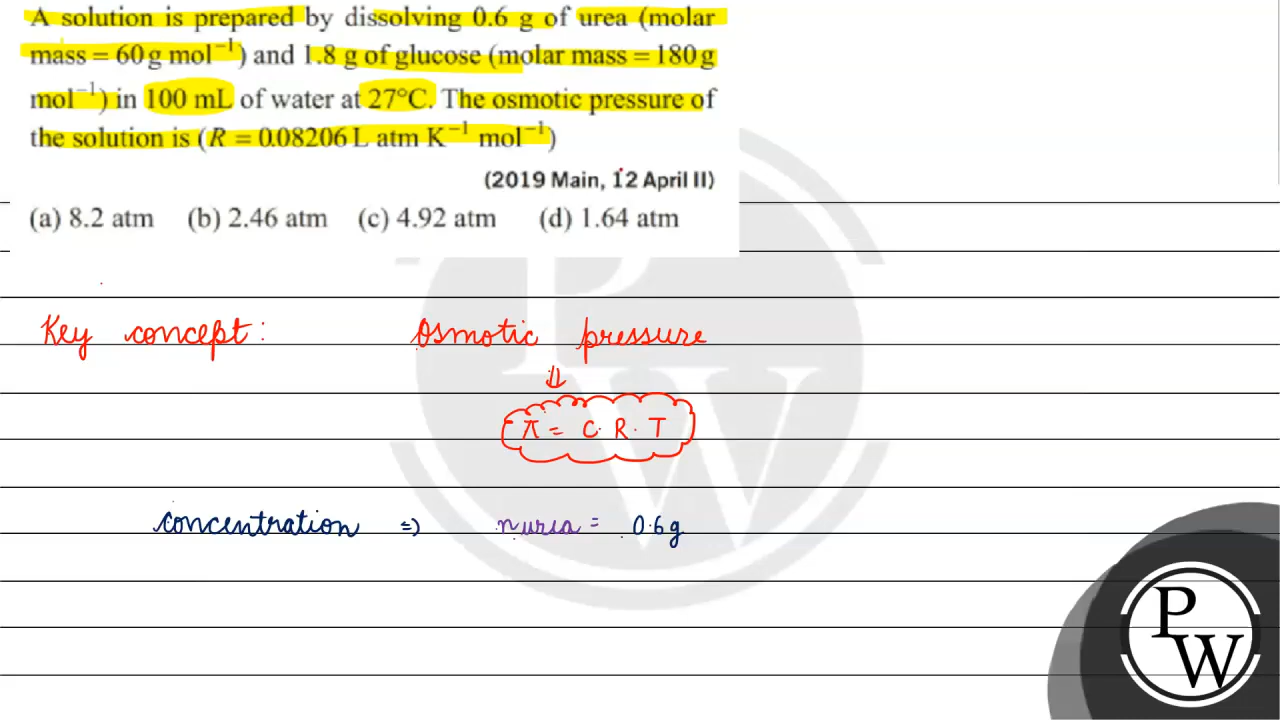 A solution is prepared by dissolving 0.6 g of urea (molar
mass = 60 g mol⁻¹) and 1.8 g of glucose (molar mass = 180 g
mol⁻¹) in 100 mL of water at 27°C. The osmotic pressure of
the solution is (R = 0.08206 L atm K⁻¹ mol⁻¹)
(2019 Main, 12 April II)
(a) 8.2 atm (b) 2.46 atm (c) 4.92 atm (d) 1.64 atm
Key concept: Osmotic pressure
⇓
π = C. R. T
concentration ⇒ nurea = 0.6g
PW
PW